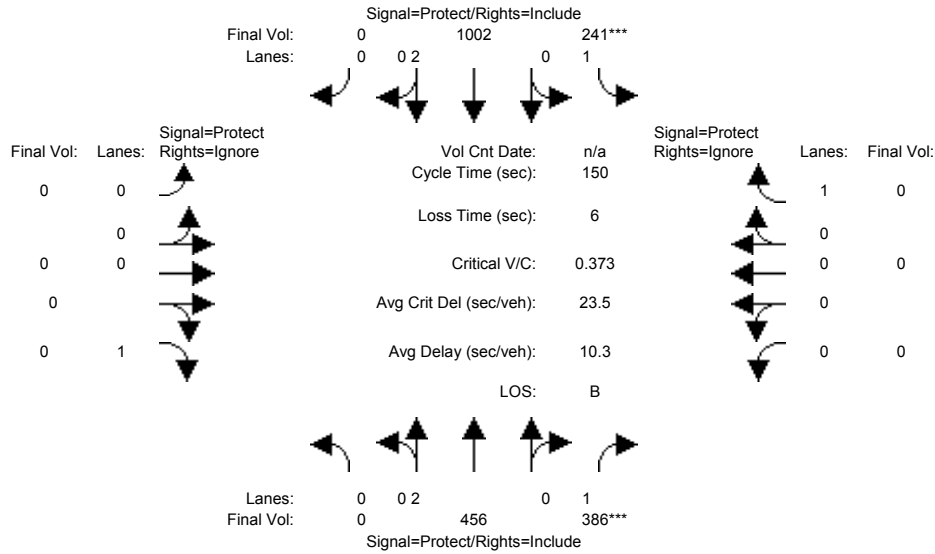 Signal=Protect/Rights=Include
Final Vol: 0 1002 241***
Lanes: 0 0 2 0 1
Signal=Protect Signal=Protect
Final Vol: Lanes: Rights=Ignore Vol Cnt Date: n/a Rights=Ignore Lanes: Final Vol:
0 0 Cycle Time (sec): 150 1 0
0 Loss Time (sec): 6 0
0 0 Critical V/C: 0.373 0 0
0 Avg Crit Del (sec/veh): 23.5 0
0 1 Avg Delay (sec/veh): 10.3 0 0
LOS: B
Lanes: 0 0 2 0 1
Final Vol: 0 456 386***
Signal=Protect/Rights=Include